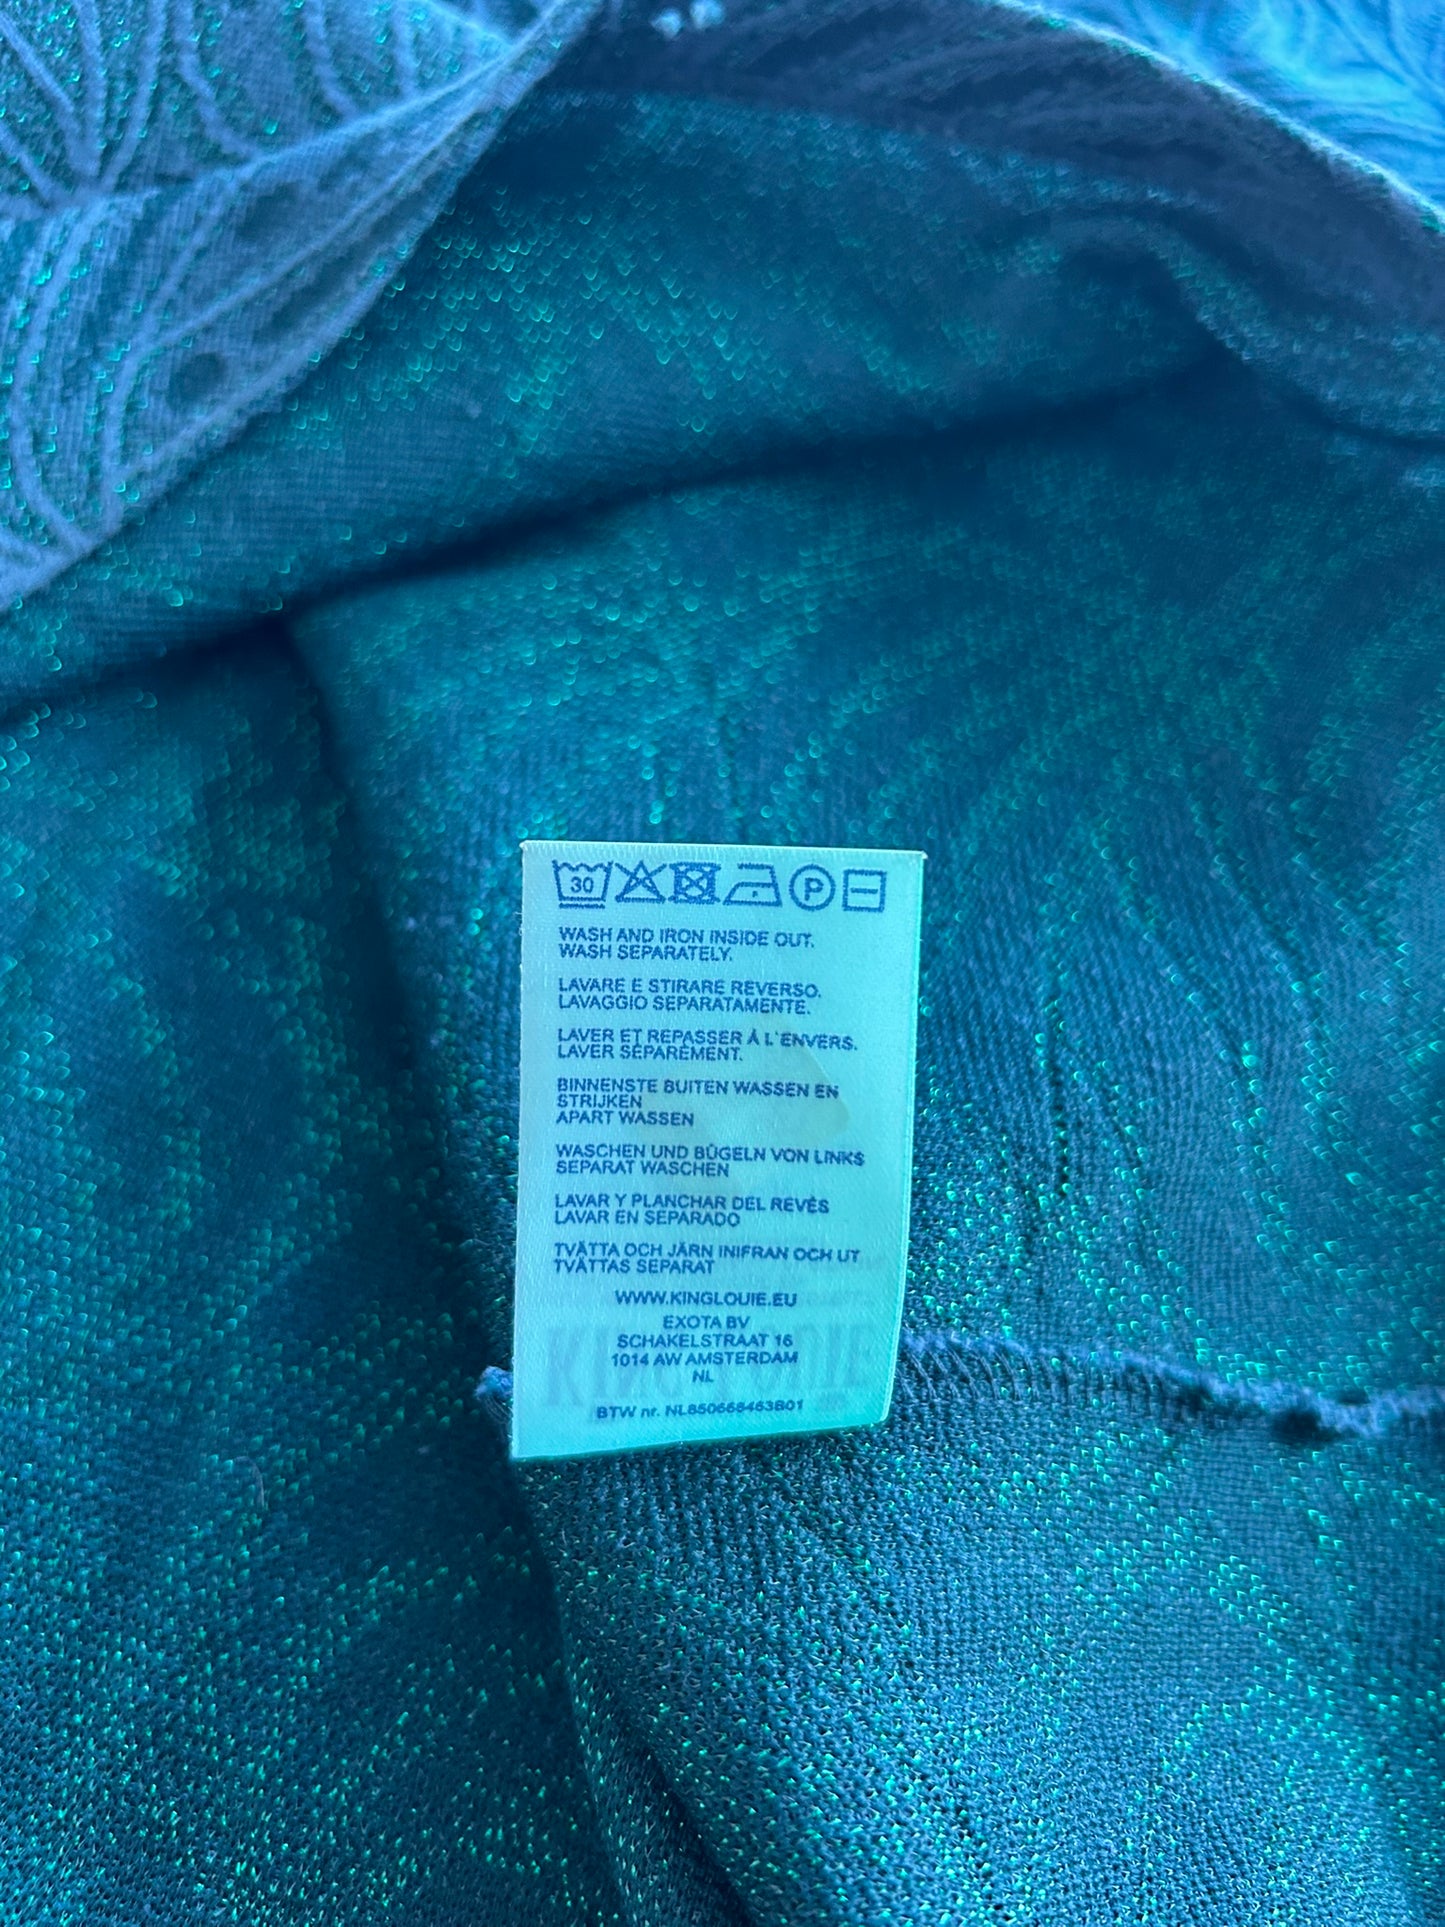 30
P
WASH AND IRON INSIDE OUT.
WASH SEPARATELY.
LAVARE E STIRARE REVERSO.
LAVAGGIO SEPARATAMENTE.
LAVER ET REPASSER À L'ENVERS.
LAVER SÉPARÉMENT.
BINNENSTE BUITEN WASSEN EN
STRIJKEN
APART WASSEN
WASCHEN UND BÜGELN VON LINKS
SEPARAT WASCHEN
LAVAR Y PLANCHAR DEL REVÉS
LAVAR EN SEPARADO
TVÄTTA OCH JÄRN INIFRAN OCH UT
TVÄTTAS SEPARAT
WWW.KINGLOUIE.EU
EXOTA BV
SCHAKELSTRAAT 16
1014 AW AMSTERDAM
NL
BTW nr. NL850668463B01